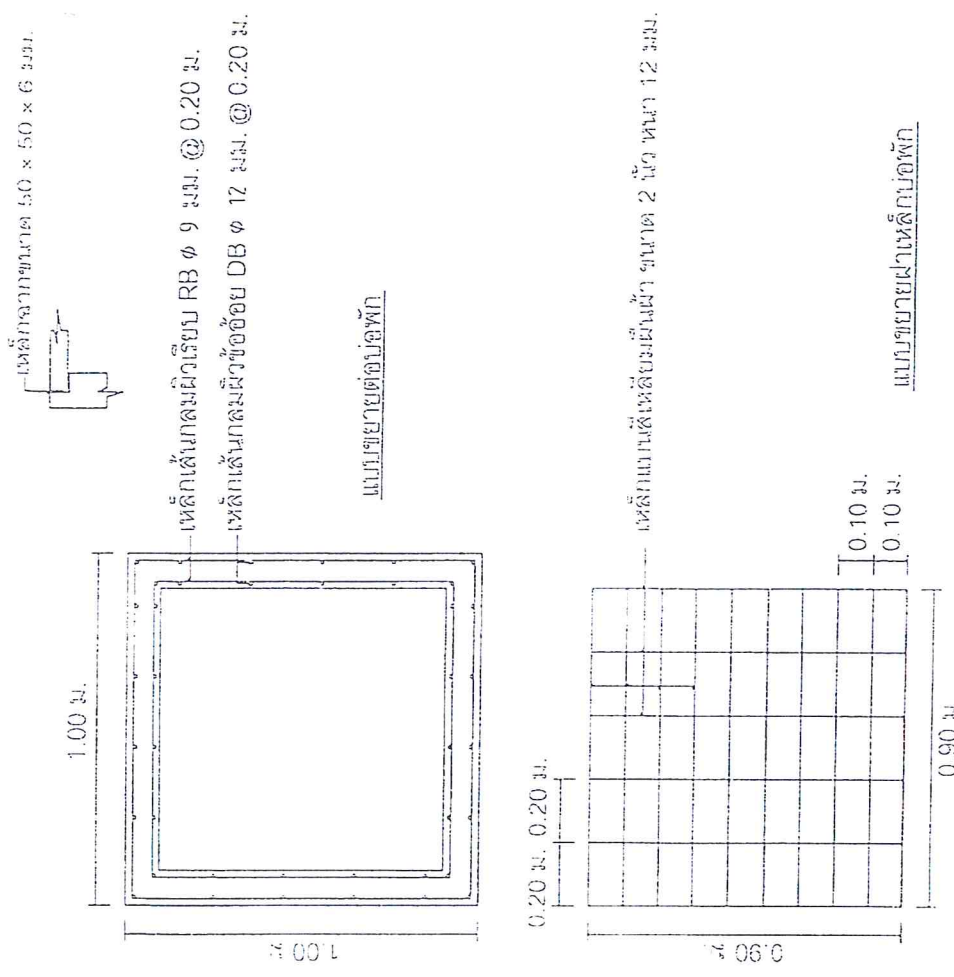 เหล็กฉากขนาด 50 x 50 x 6 มม.
1.00 ม.
1.00 ม.
เหล็กเส้นกลมผิวเรียบ RB ϕ 9 มม. @ 0.20 ม.
เหล็กเส้นกลมผิวข้ออ้อย DB ϕ 12 มม. @ 0.20 ม.
แบบขยายต่อบ่อพัก
0.20 ม. 0.20 ม.
0.90 ม.
0.90 ม
0.10 ม.
0.10 ม.
เหล็กแบนสี่เหลี่ยมผืนผ้า ขนาด 2 นิ้ว หนา 12 มม.
แบบขยายฝาเหล็กบ่อพัก